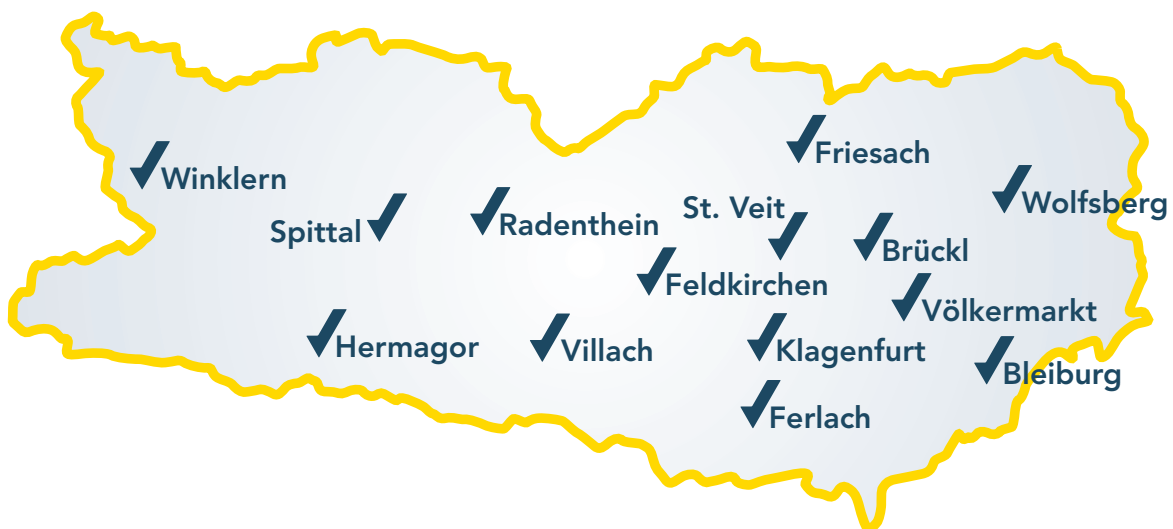 Friesach
Winklern
Wolfsberg
St. Veit
Radenthein
Spittal
Brückl
Feldkirchen
Völkermarkt
Hermagor
Villach
Klagenfurt
Bleiburg
Ferlach